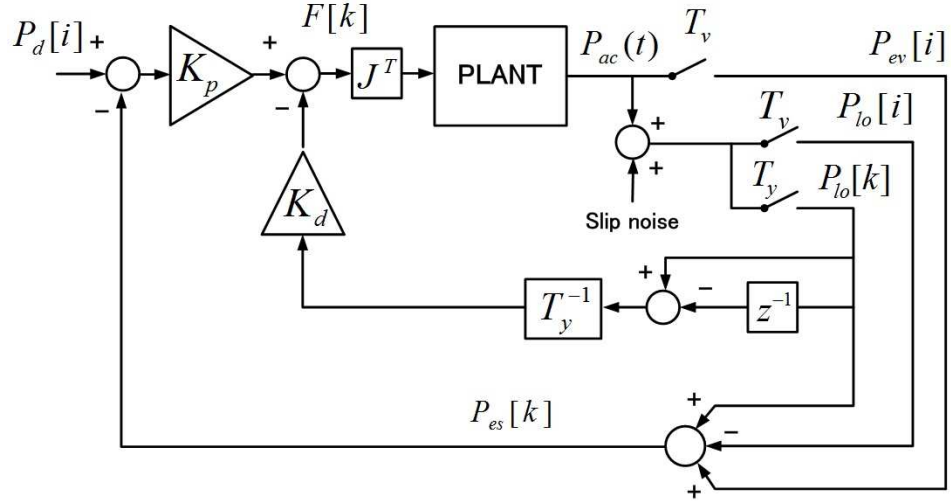 P_d[i] + F[k] P_ac(t) T_v P_ev[i]
+
K_p J^T PLANT
− −
+ T_v P_lo[i]
+ T_y P_lo[k]
K_d Slip noise
+ −
T_y^{-1} z^{-1}
P_es[k] +
−
+